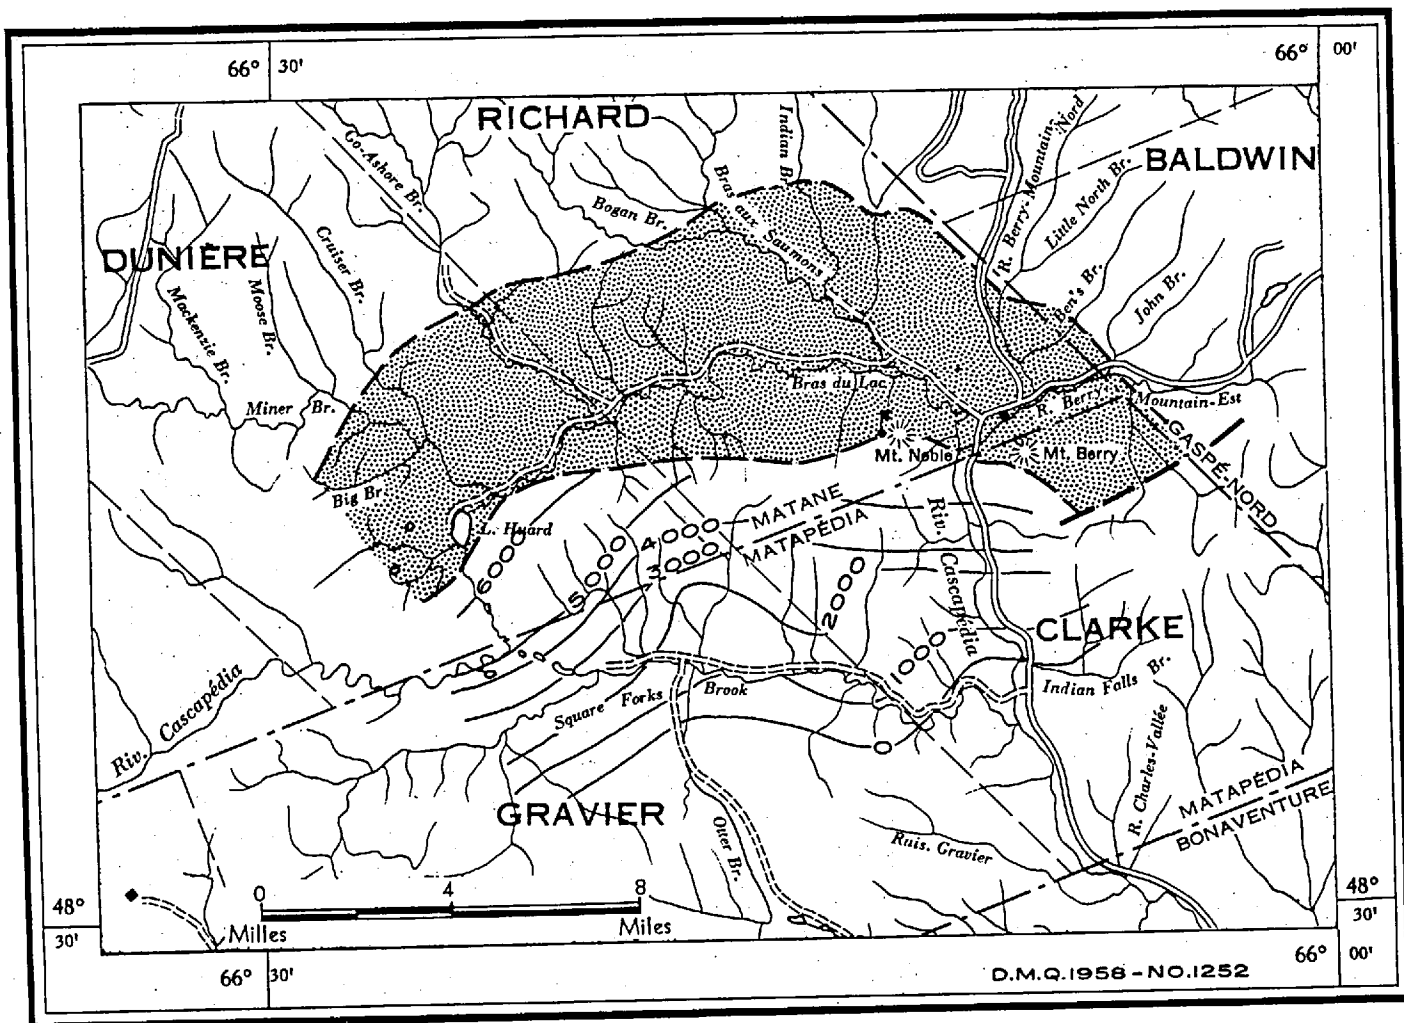 66° 30'
66° 00'
RICHARD
BALDWIN
DUNIÈRE
Go-Ashore Br.
Indian Br.
R. Berry-Mountain-Nord
Little North Br.
Bogan Br.
Bras aux Saumons
Cruiser Br.
Moose Br.
Mackenzie Br.
Ben's Br.
John Br.
Miner Br.
Bras du Lac
R. Berry Mountain-Est
Mt. Noble
Mt. Berry
GASPÉ-NORD
Big Br.
L. Huard
MATANE
MATAPÉDIA
6000
5000
4000
3000
2000
1000
0
Riv. Cascapédia
CLARKE
Indian Falls Br.
Riv. Cascapédia
Square Forks Brook
R. Charles-Vallée
MATAPÉDIA
BONAVENTURE
GRAVIER
Otter Br.
Ruis. Gravier
0 4 8
Milles Miles
48°
30'
48°
30'
66° 30'
66° 00'
D.M.Q. 1958 - NO. 1252